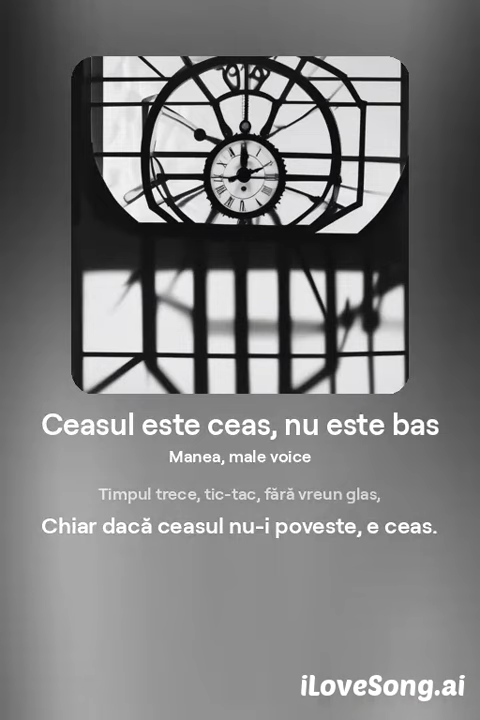 Ceasul este ceas, nu este bas
Manea, male voice
Timpul trece, tic-tac, fără vreun glas,
Chiar dacă ceasul nu-i poveste, e ceas.
iLoveSong.ai